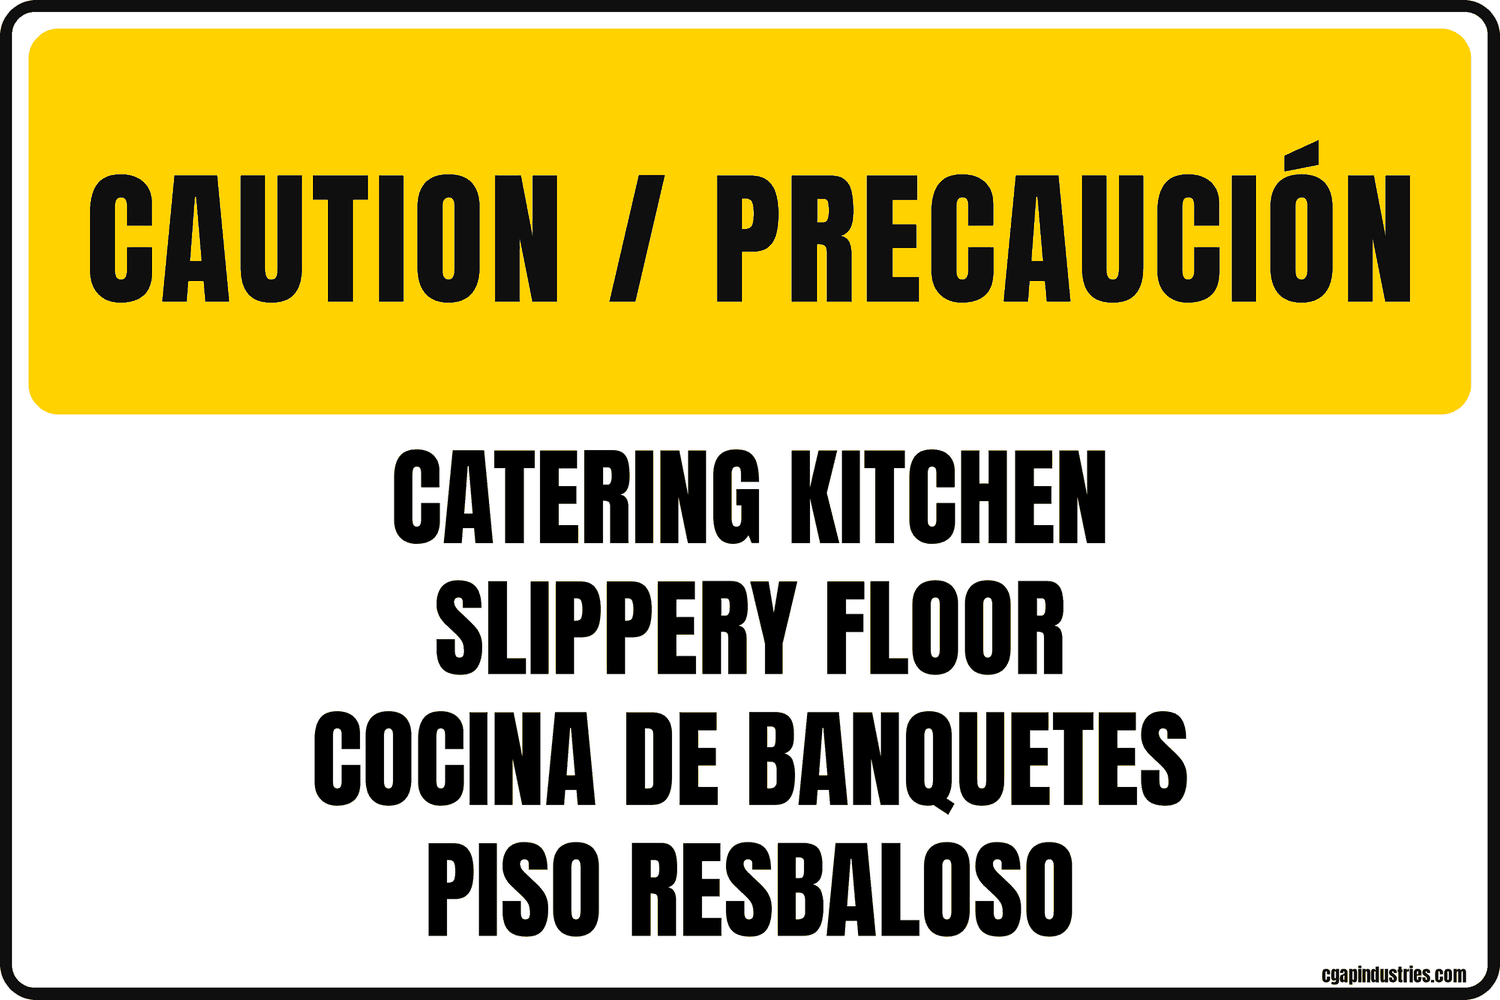 CAUTION / PRECAUCIÓN
CATERING KITCHEN
SLIPPERY FLOOR
COCINA DE BANQUETES
PISO RESBALOSO
cgapindustries.com